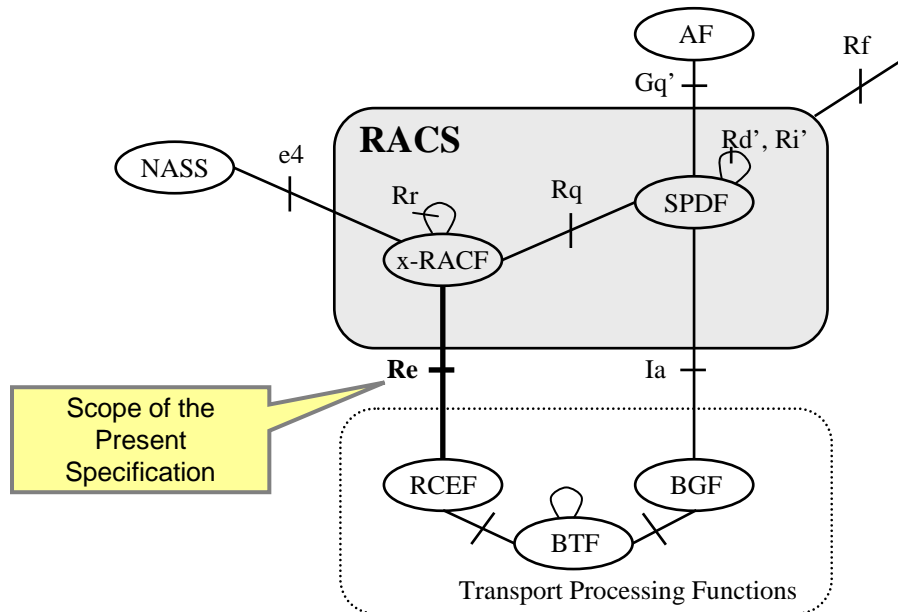 AF
Rf
Gq’
RACS
Rd’, Ri’
e4
NASS
Rr
Rq
SPDF
x-RACF
Re
Ia
Scope of the
Present
Specification
RCEF
BGF
BTF
Transport Processing Functions